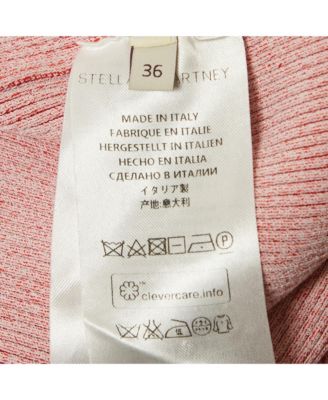 36
STELL RTNEY
MADE IN ITALY
FABRIQUE EN ITALIE
HERGESTELLT IN ITALIEN
HECHO EN ITALIA
СДЕЛАНО В ИТАЛИИ
イタリア製
产地:意大利
P
clevercare.info